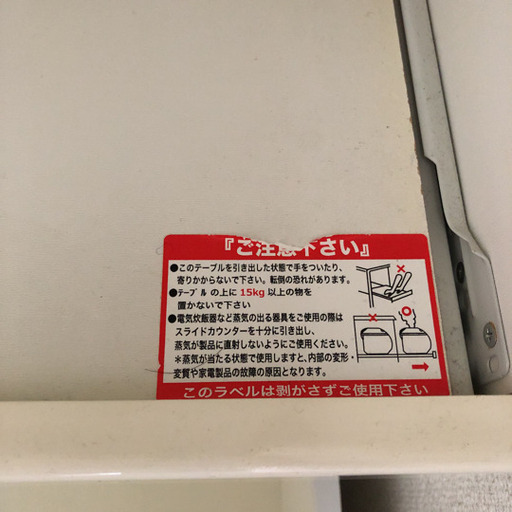 『ご注意下さい』
●このテーブルを引き出した状態で手をついたり、
寄りかからないで下さい。転倒の恐れがあります。
●テーブルの上に15kg以上の物を
置かないで下さい
●電気炊飯器など蒸気の出る器具をご使用の際は
スライドカウンターを十分に引き出し、
蒸気が製品に直射しないようにご使用ください。
＊蒸気が当たる状態で使用しますと、内部の変形・
変質や家電製品の故障の原因となります。
このラベルは剥がさずご使用下さい